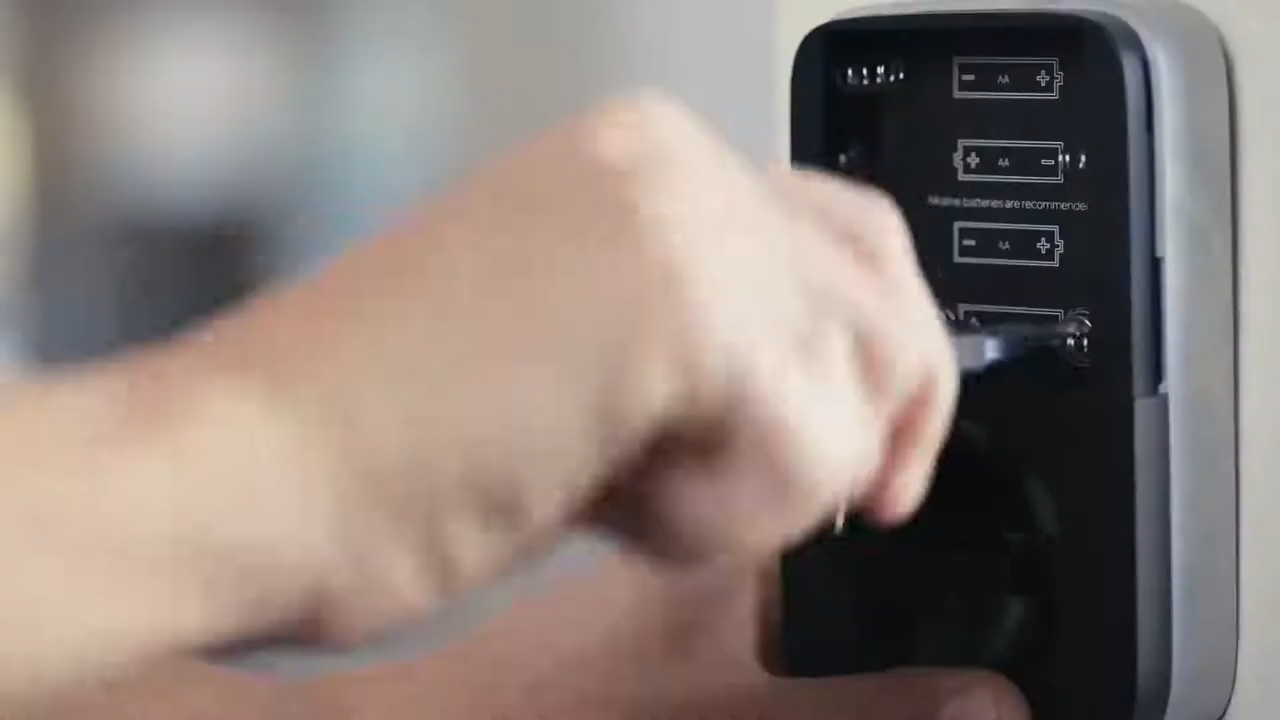 - AA +
+ AA -
Alkaline batteries are recommended
- AA +